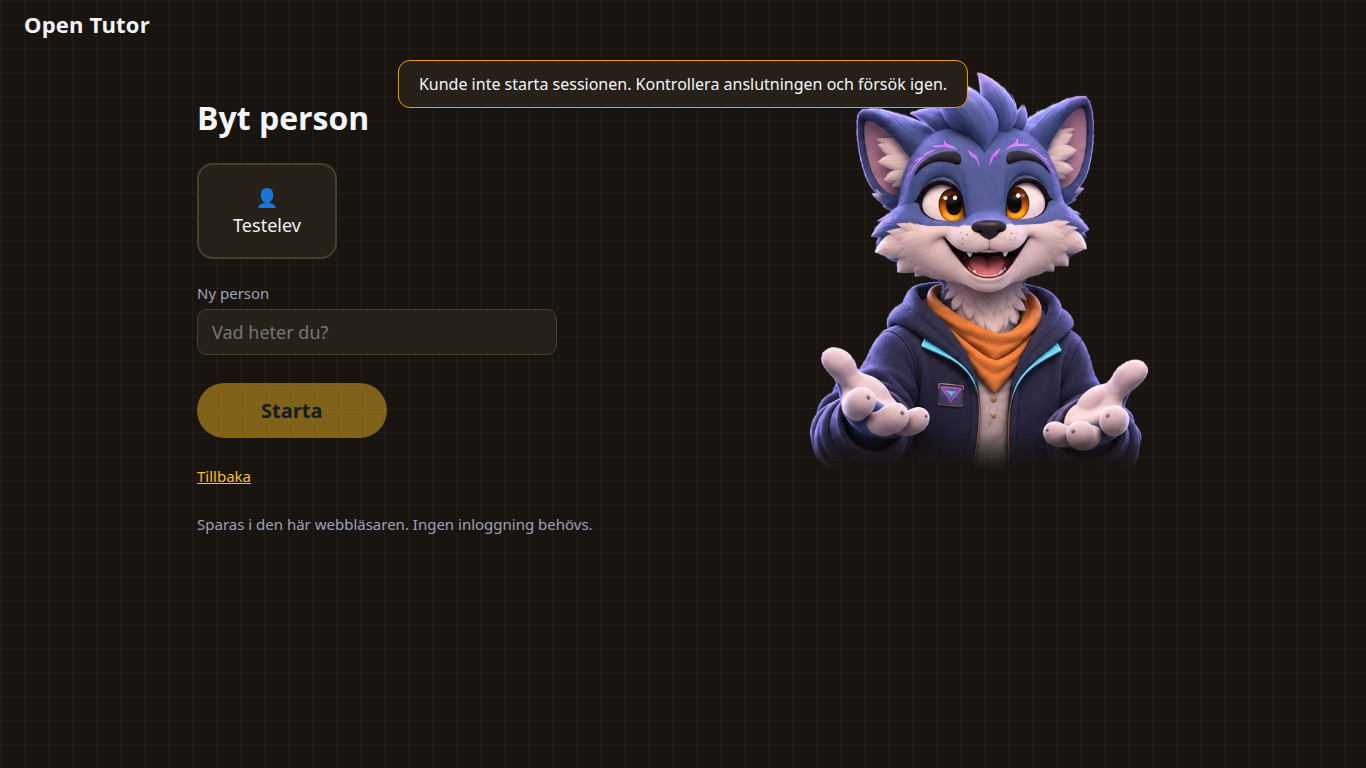 Open Tutor
Kunde inte starta sessionen. Kontrollera anslutningen och försök igen.
Byt person
Testelev
Ny person
Vad heter du?
Starta
Tillbaka
Sparas i den här webbläsaren. Ingen inloggning behövs.